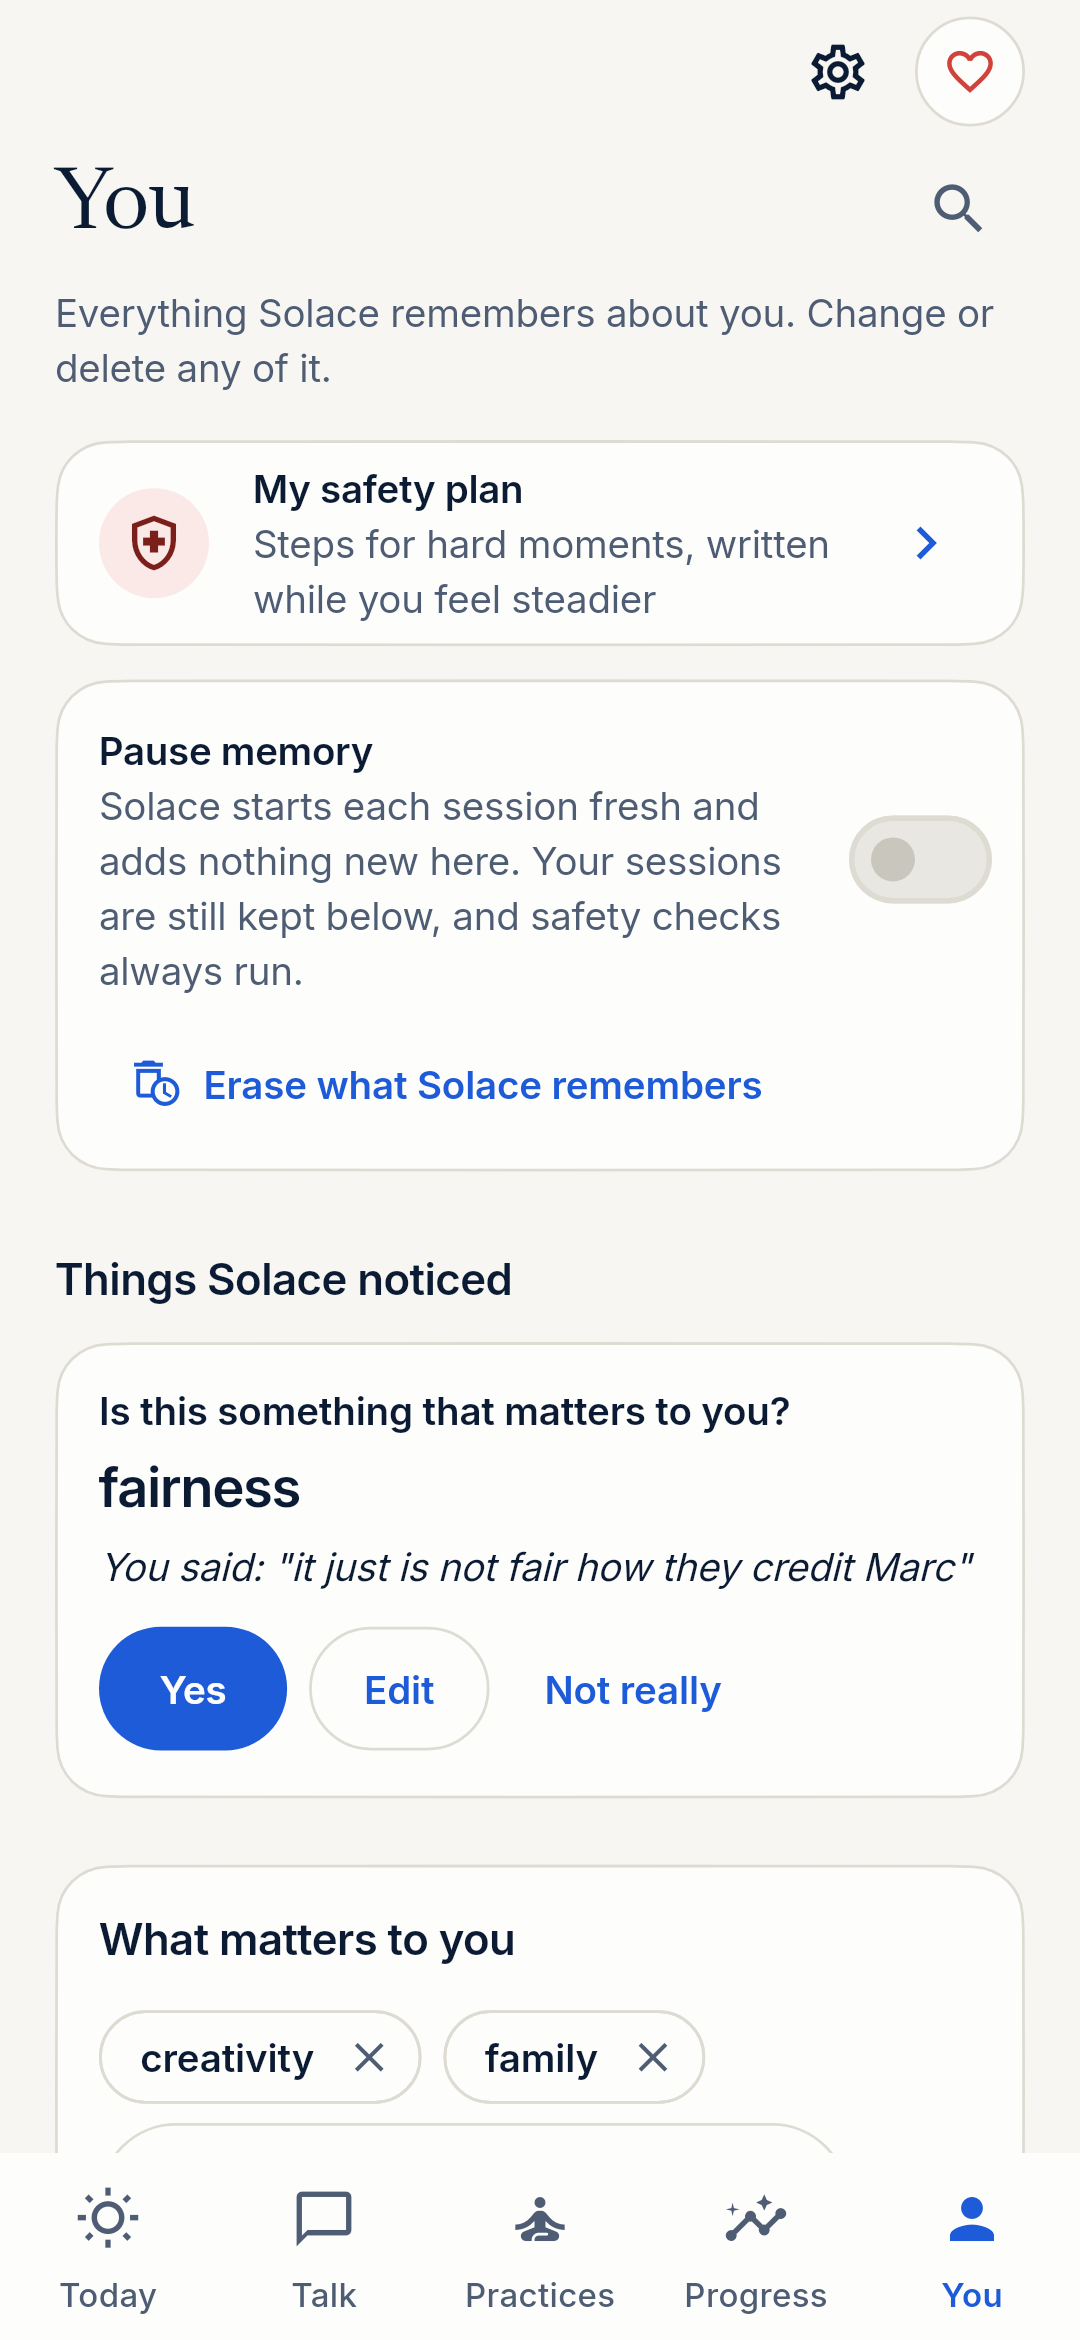 You
Everything Solace remembers about you. Change or
delete any of it.
My safety plan
Steps for hard moments, written
while you feel steadier
Pause memory
Solace starts each session fresh and
adds nothing new here. Your sessions
are still kept below, and safety checks
always run.
Erase what Solace remembers
Things Solace noticed
Is this something that matters to you?
fairness
You said: "it just is not fair how they credit Marc"
Yes
Edit
Not really
What matters to you
creativity
family
Today
Talk
Practices
Progress
You